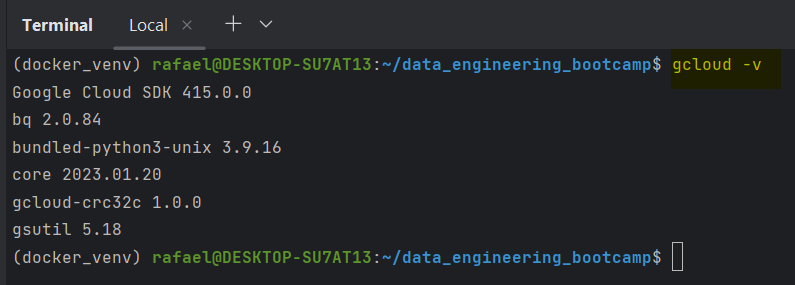 Terminal Local × + ⌄
(docker_venv) rafael@DESKTOP-SU7AT13:~/data_engineering_bootcamp$ gcloud -v
Google Cloud SDK 415.0.0
bq 2.0.84
bundled-python3-unix 3.9.16
core 2023.01.20
gcloud-crc32c 1.0.0
gsutil 5.18
(docker_venv) rafael@DESKTOP-SU7AT13:~/data_engineering_bootcamp$